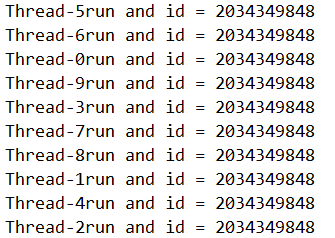 Thread-5run and id = 2034349848
Thread-6run and id = 2034349848
Thread-0run and id = 2034349848
Thread-9run and id = 2034349848
Thread-3run and id = 2034349848
Thread-7run and id = 2034349848
Thread-8run and id = 2034349848
Thread-1run and id = 2034349848
Thread-4run and id = 2034349848
Thread-2run and id = 2034349848